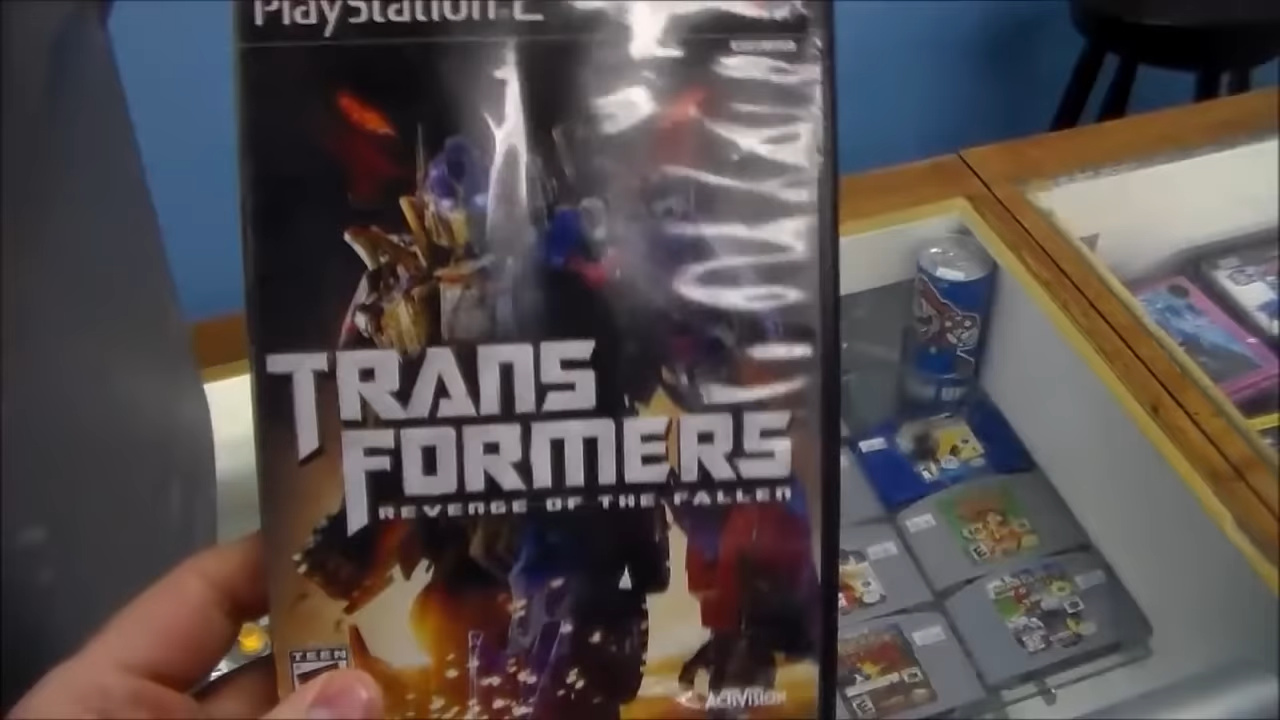 PlayStation 2
TRANS
FORMERS
REVENGE OF THE FALLEN
TEEN
ACTIVISION
E
E